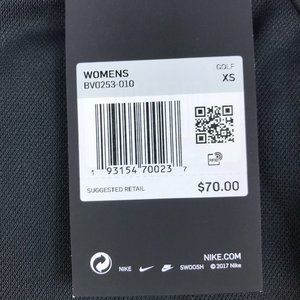 GOLF
WOMENS XS
BV0253-010
1 93154 70023 7
SUGGESTED RETAIL $70.00
NIKE.COM
NIKE SWOOSH © 2017 Nike